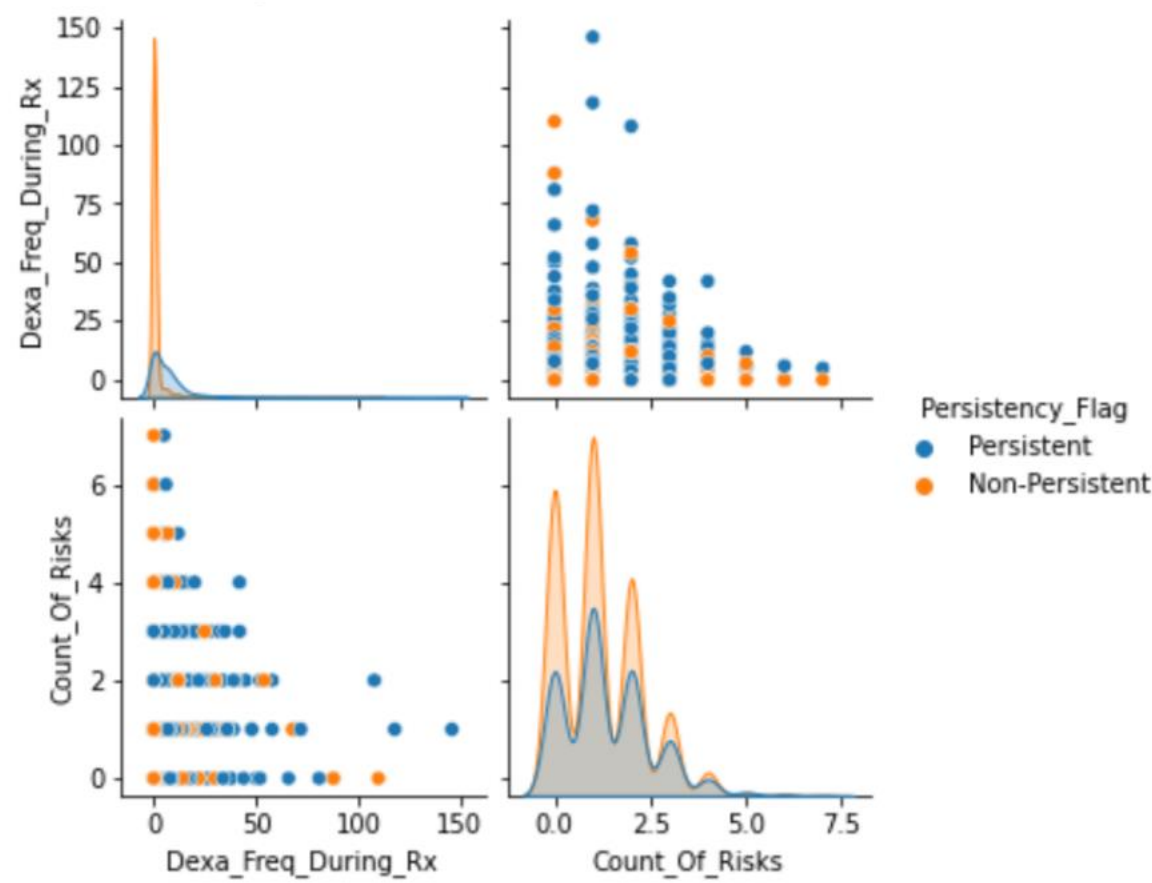 150
125
100
75
50
25
0
Dexa_Freq_During_Rx
Persistency_Flag
Persistent
Non-Persistent
6
4
2
0
Count_Of_Risks
0 50 100 150
0.0 2.5 5.0 7.5
Dexa_Freq_During_Rx
Count_Of_Risks